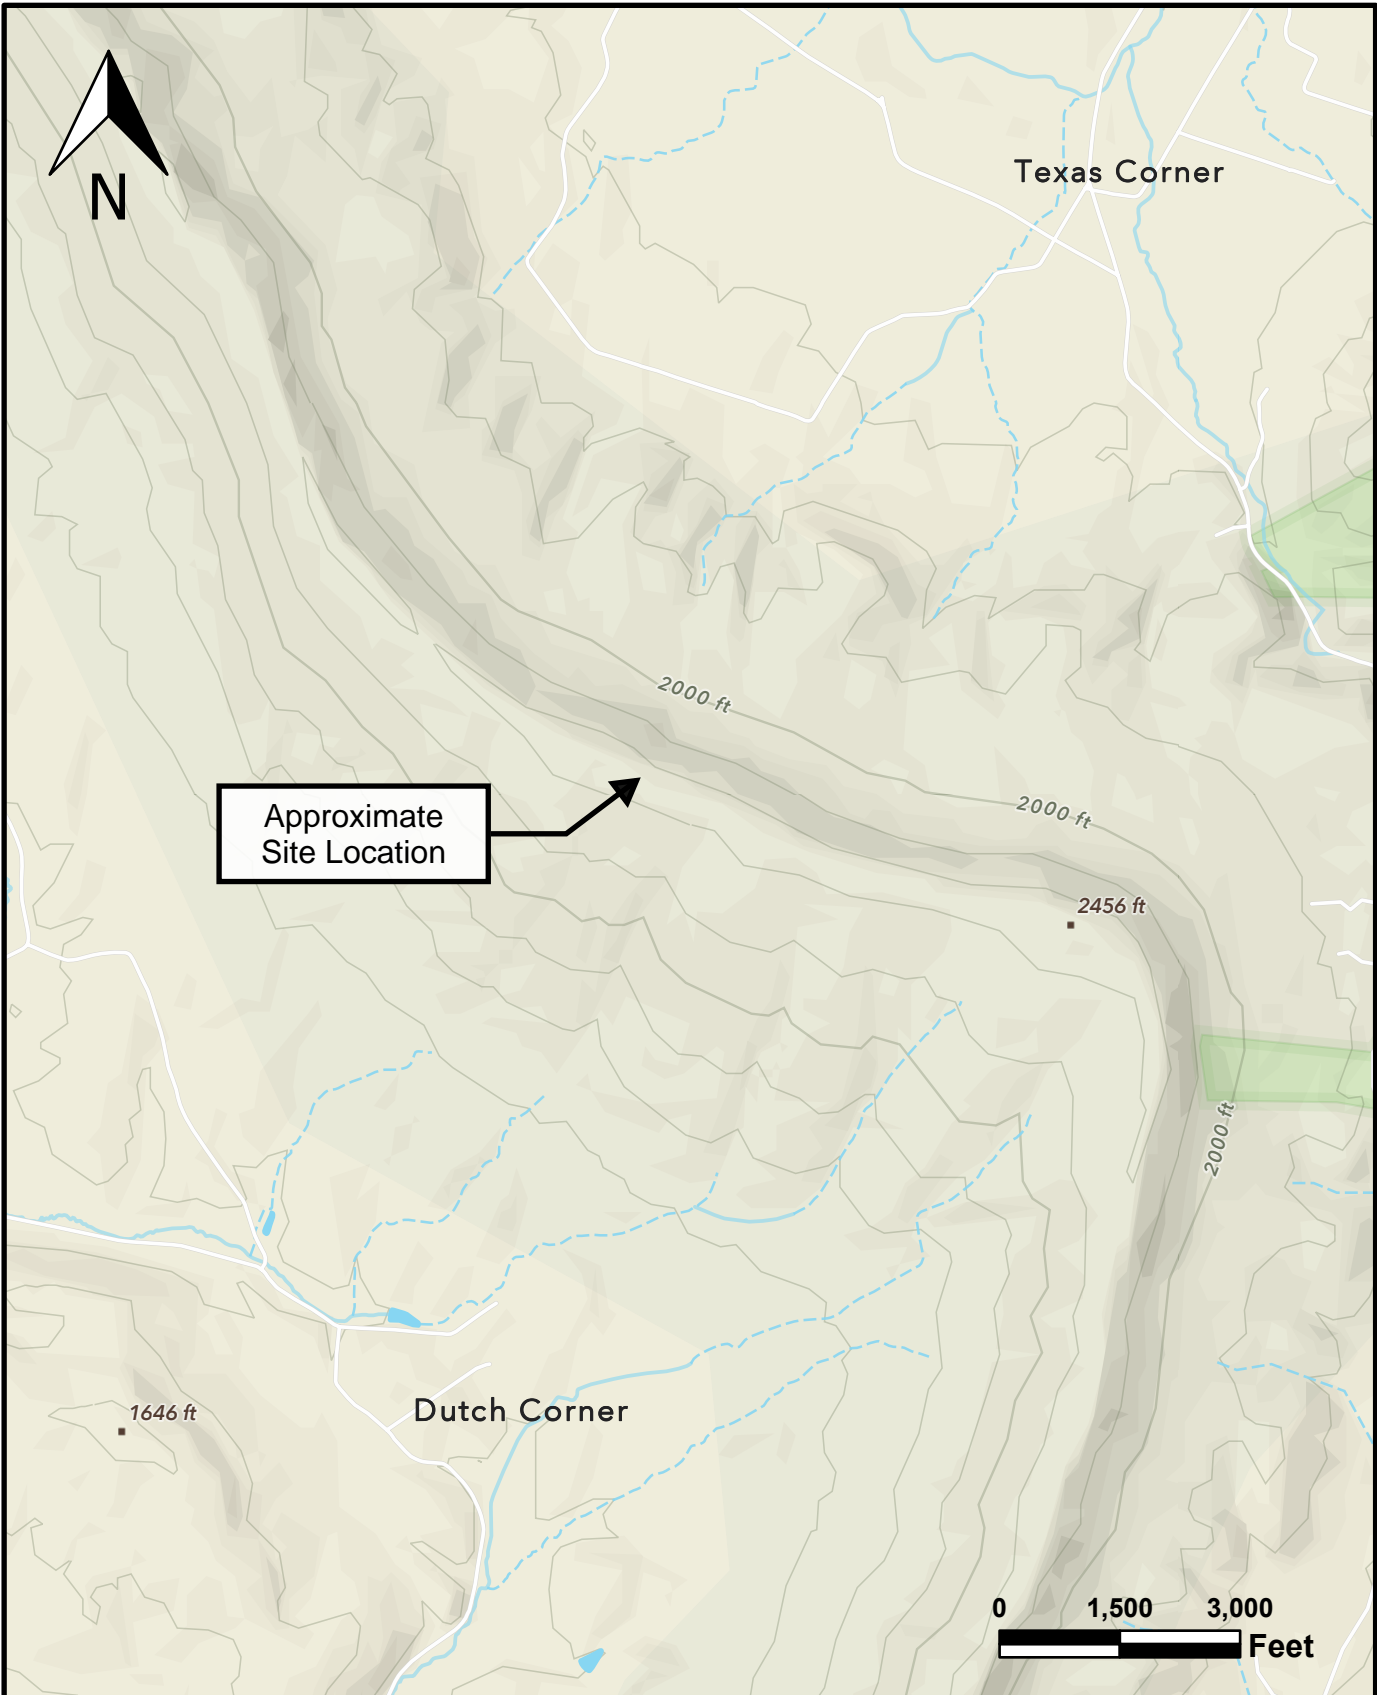 N
Texas Corner
2000 ft
Approximate
Site Location
2000 ft
2456 ft
2000 ft
1646 ft
Dutch Corner
0 1,500 3,000
Feet